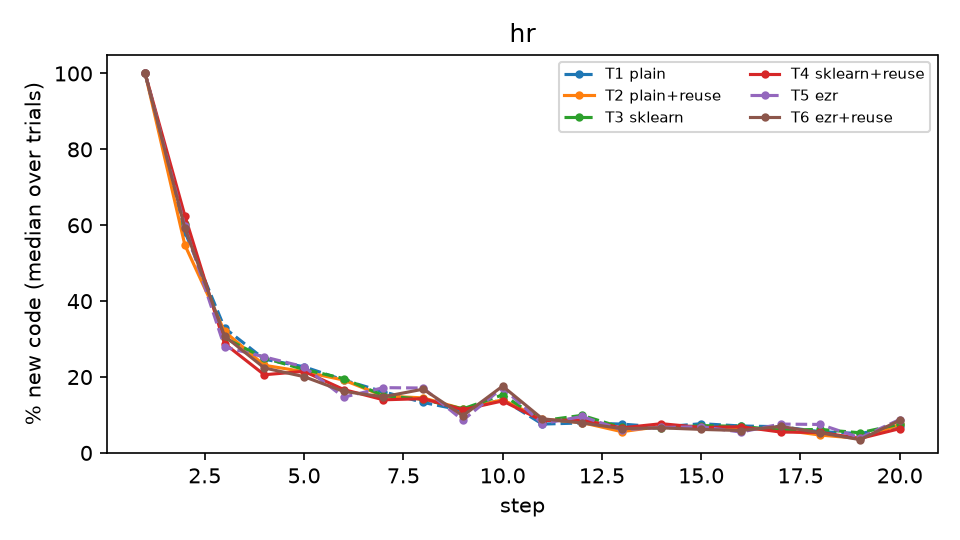 hr
% new code (median over trials)
100
80
60
40
20
0
T1 plain
T2 plain+reuse
T3 sklearn
T4 sklearn+reuse
T5 ezr
T6 ezr+reuse
2.5 5.0 7.5 10.0 12.5 15.0 17.5 20.0
step